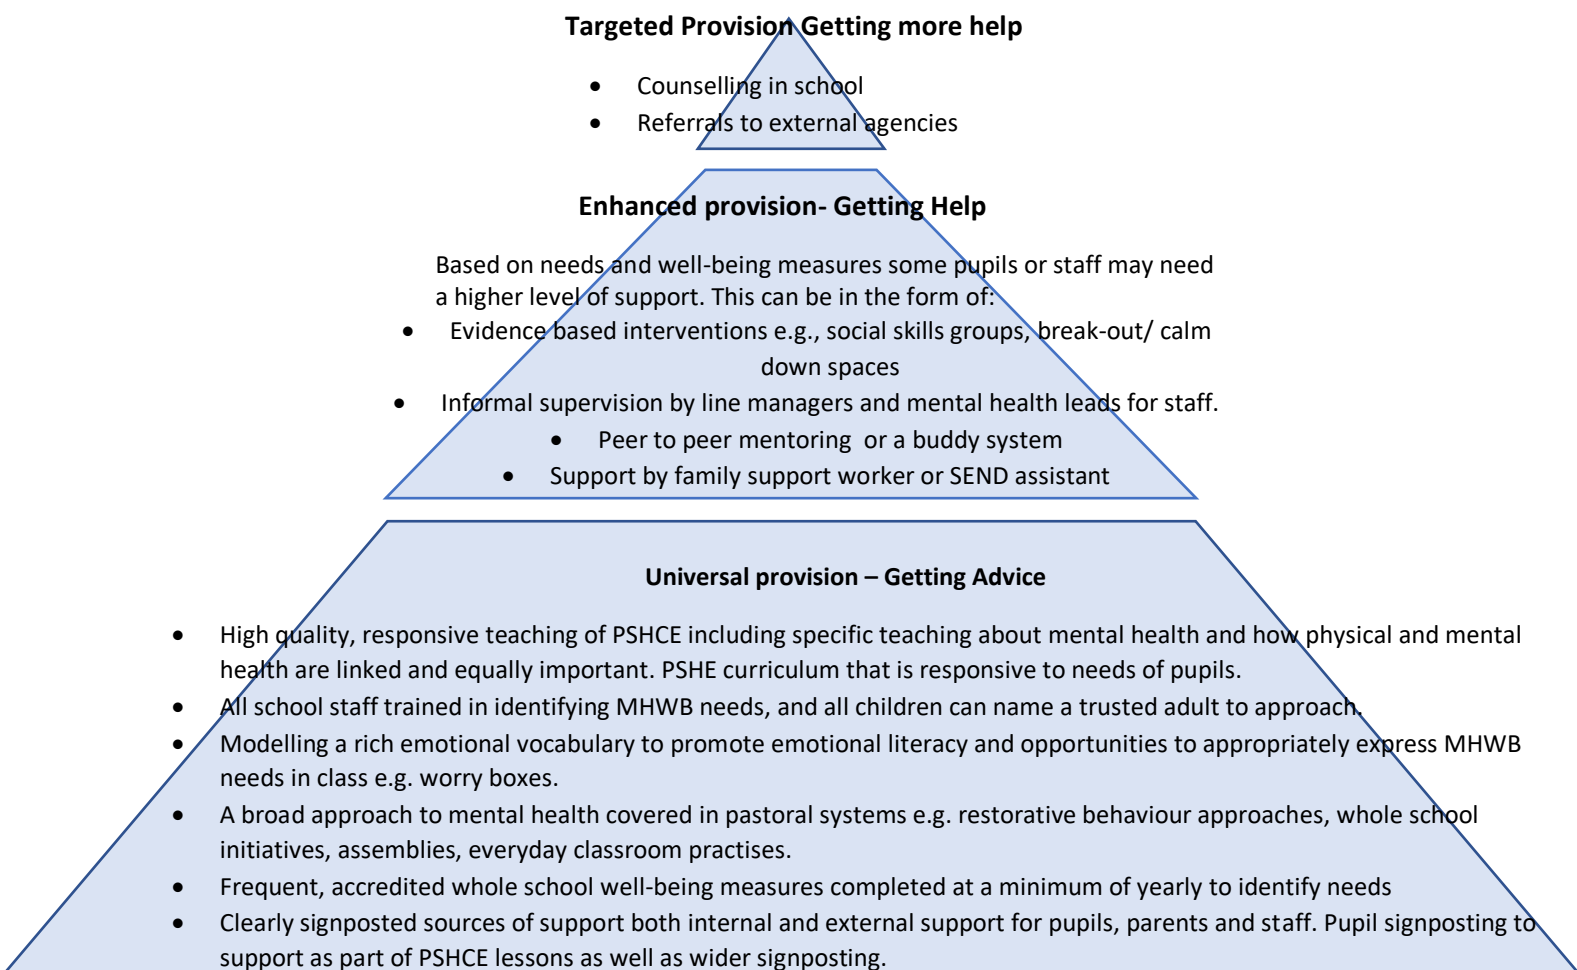 Targeted Provision Getting more help
• Counselling in school
• Referrals to external agencies
Enhanced provision- Getting Help
Based on needs and well-being measures some pupils or staff may need
a higher level of support. This can be in the form of:
• Evidence based interventions e.g., social skills groups, break-out/ calm
down spaces
• Informal supervision by line managers and mental health leads for staff.
• Peer to peer mentoring or a buddy system
• Support by family support worker or SEND assistant
Universal provision – Getting Advice
• High quality, responsive teaching of PSHCE including specific teaching about mental health and how physical and mental
health are linked and equally important. PSHE curriculum that is responsive to needs of pupils.
• All school staff trained in identifying MHWB needs, and all children can name a trusted adult to approach.
• Modelling a rich emotional vocabulary to promote emotional literacy and opportunities to appropriately express MHWB
needs in class e.g. worry boxes.
• A broad approach to mental health covered in pastoral systems e.g. restorative behaviour approaches, whole school
initiatives, assemblies, everyday classroom practises.
• Frequent, accredited whole school well-being measures completed at a minimum of yearly to identify needs
• Clearly signposted sources of support both internal and external support for pupils, parents and staff. Pupil signposting to
support as part of PSHCE lessons as well as wider signposting.